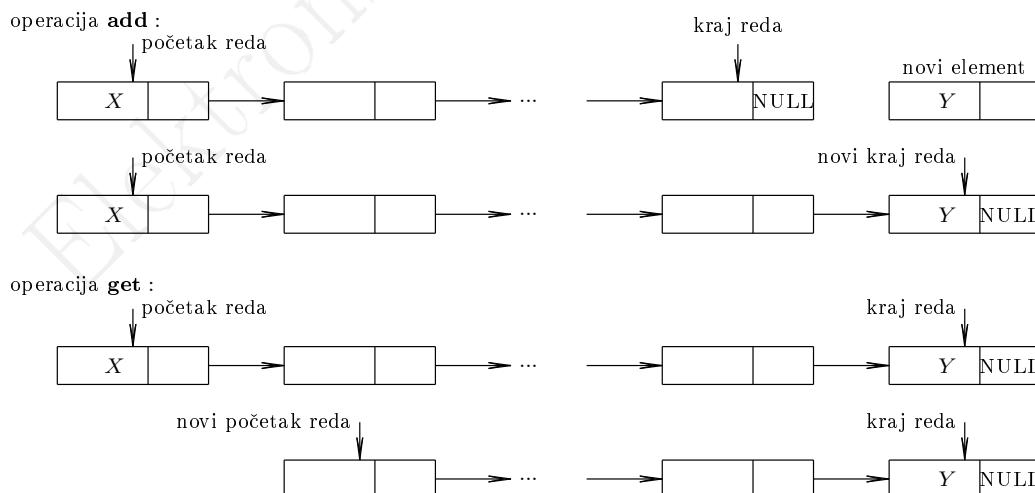 operacija add :
početak reda
kraj reda
novi element
X
...
NULL
Y
početak reda
novi kraj reda
X
...
Y
NULL
operacija get :
početak reda
kraj reda
X
...
Y
NULL
novi početak reda
kraj reda
...
Y
NULL